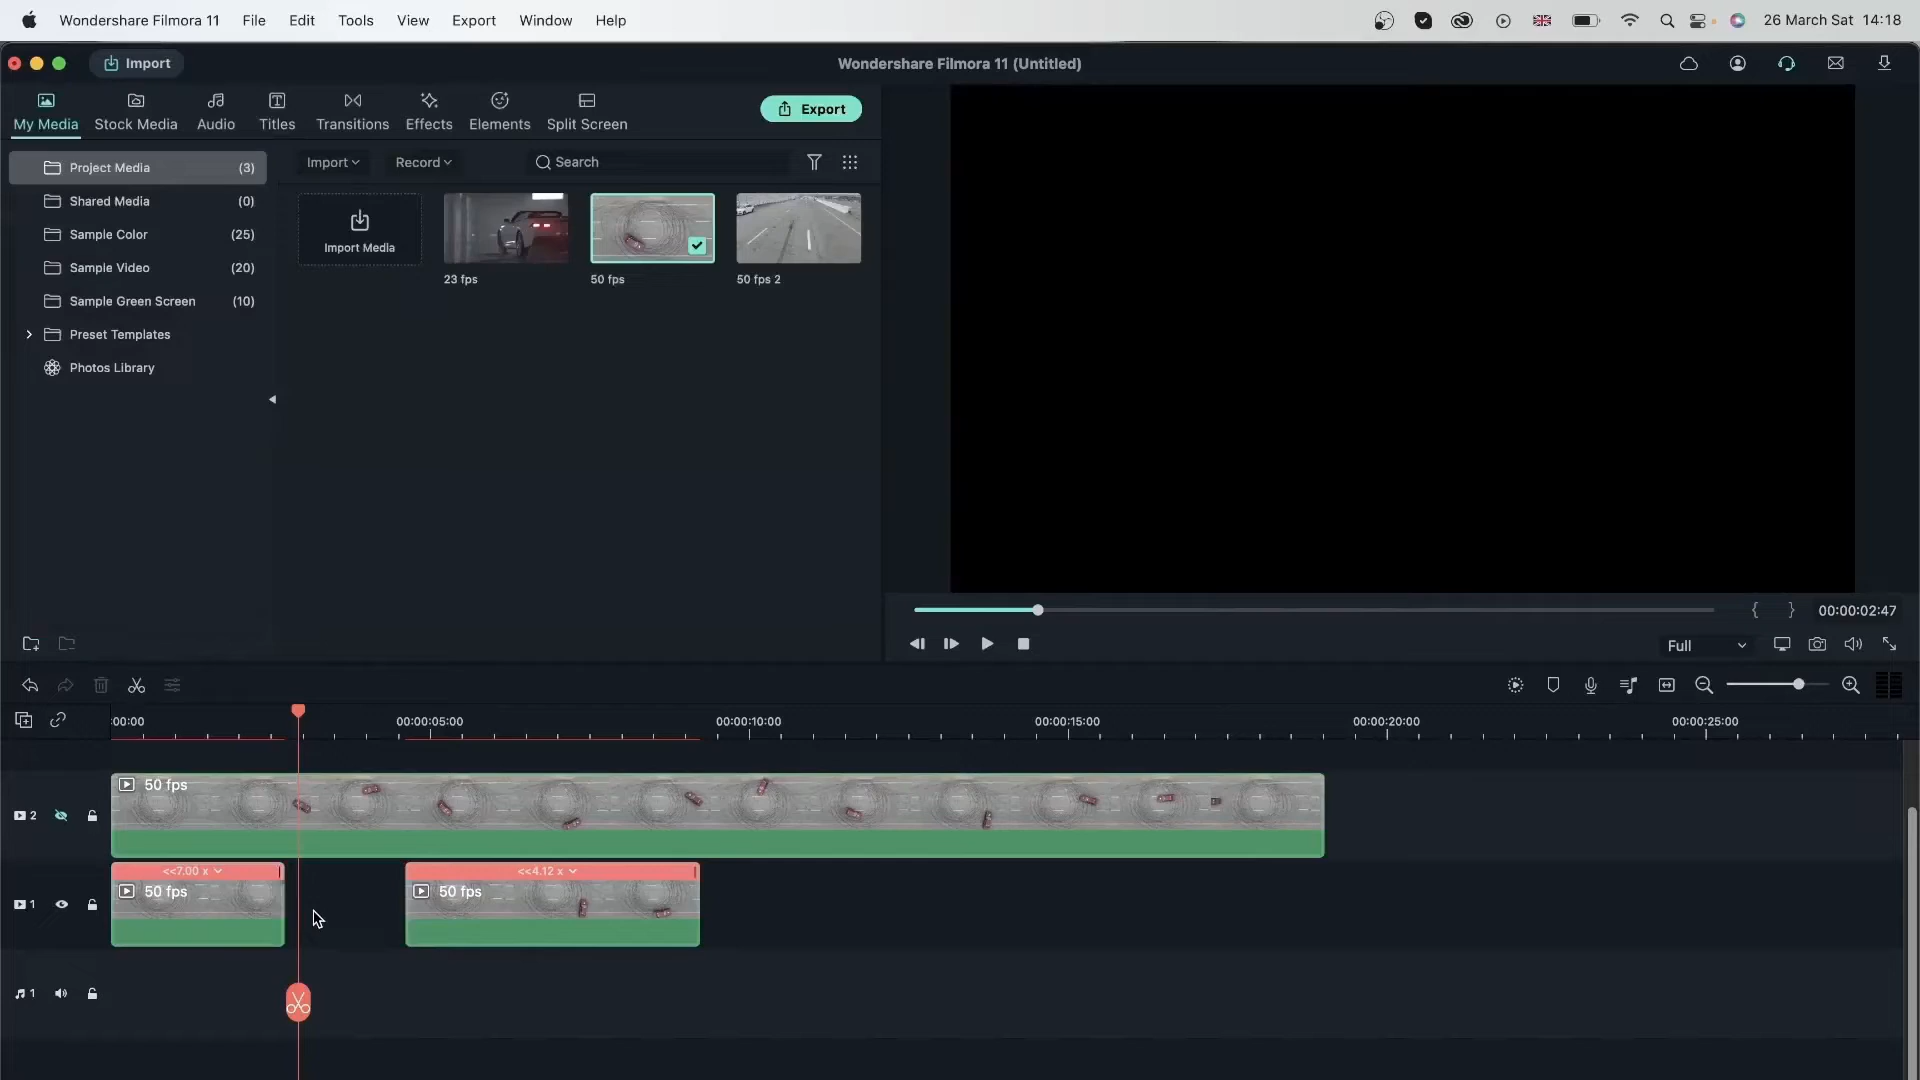 Wondershare Filmora 11 File Edit Tools View Export Window Help 26 March Sat 14:18
Import Wondershare Filmora 11 (Untitled)
My Media Stock Media Audio Titles Transitions Effects Elements Split Screen Export
Project Media (3)
Shared Media (0)
Sample Color (25)
Sample Video (20)
Sample Green Screen (10)
Preset Templates
Photos Library
Import Record Search
Import Media
23 fps 50 fps 50 fps 2
{ } 00:00:02:47
Full
:00:00 00:00:05:00 00:00:10:00 00:00:15:00 00:00:20:00 00:00:25:00
2 50 fps
<<7.00 x <<4.12 x
1 50 fps 50 fps
1